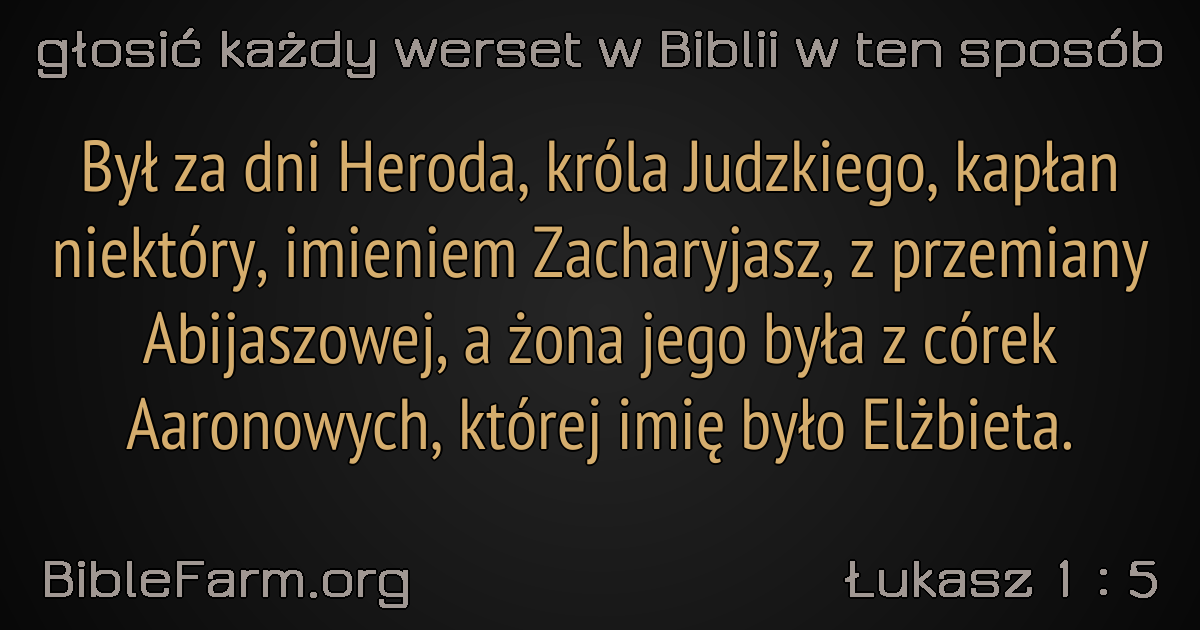 głosić każdy werset w Biblii w ten sposób
Był za dni Heroda, króla Judzkiego, kapłan
niektóry, imieniem Zacharyjasz, z przemiany
Abijaszowej, a żona jego była z córek
Aaronowych, której imię było Elżbieta.
BibleFarm.org
Łukasz 1 : 5